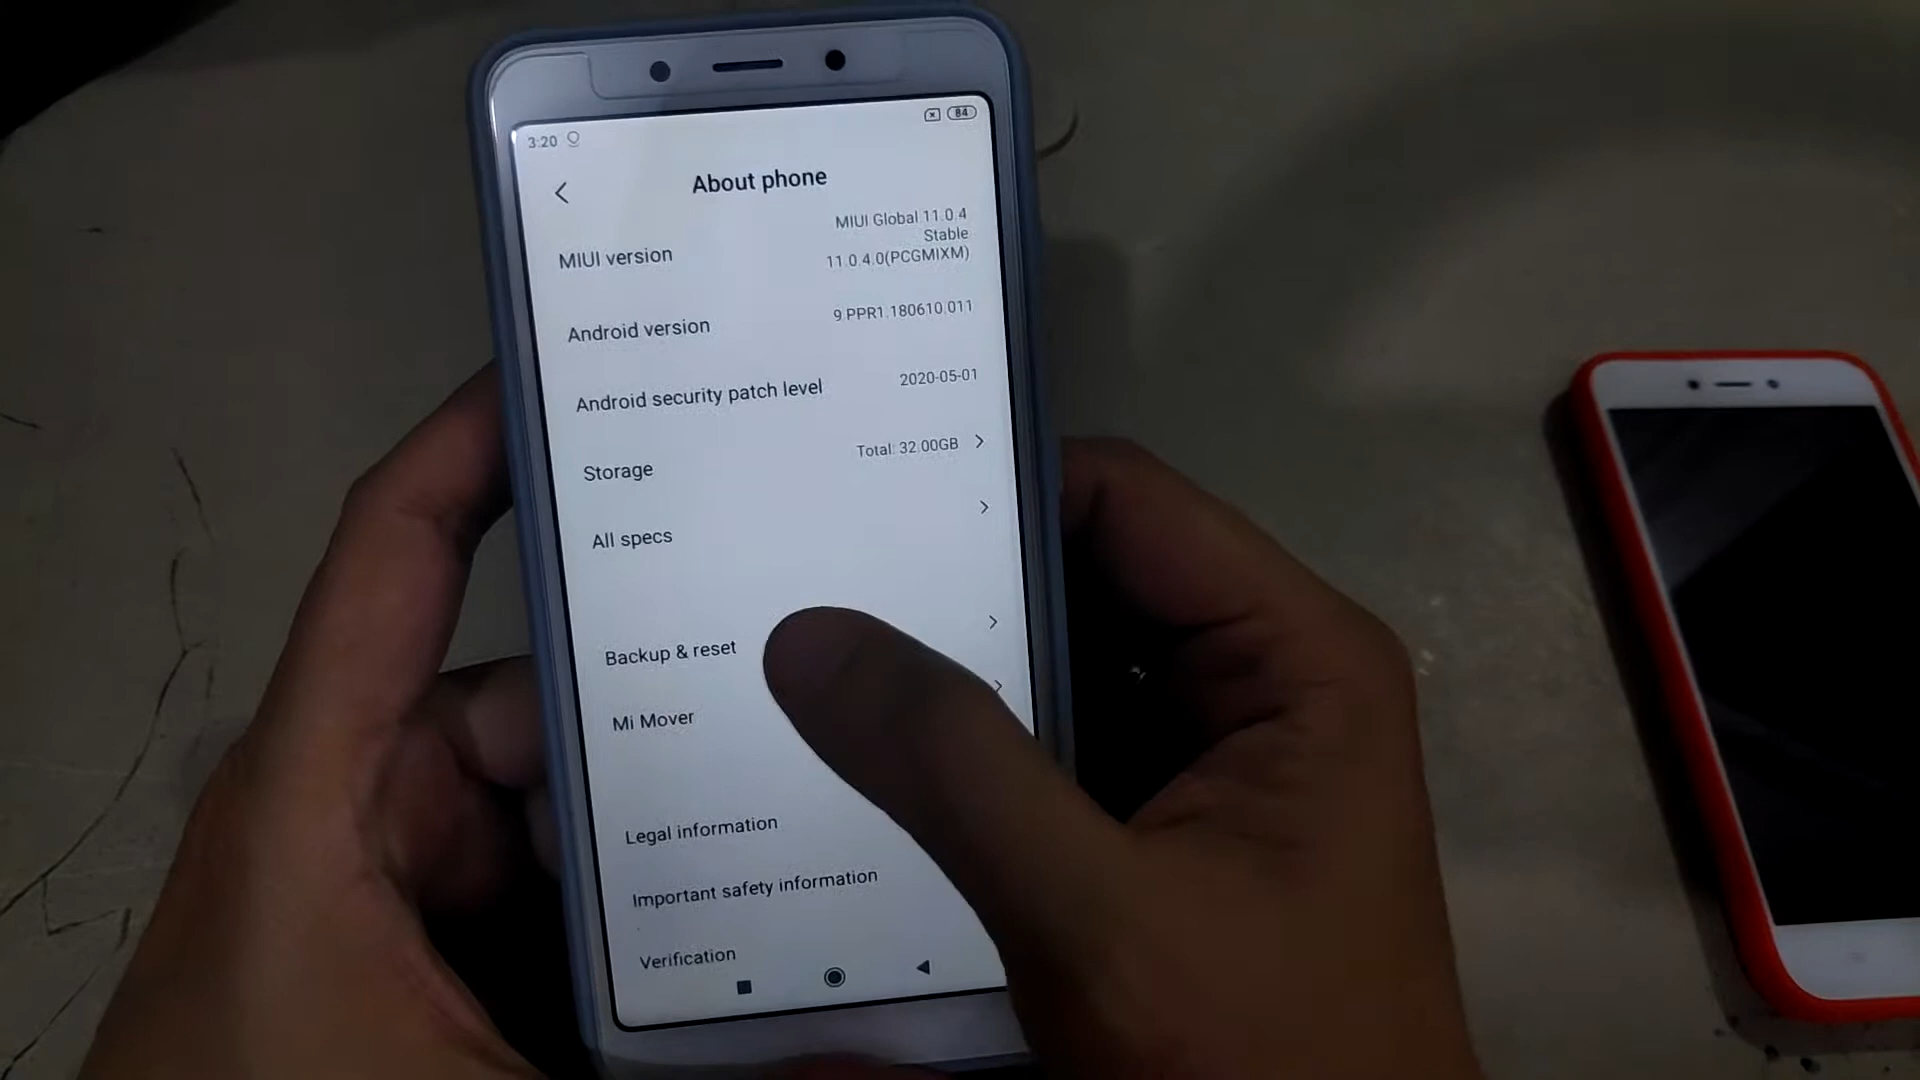 3:20
84
About phone
MIUI version
MIUI Global 11.0.4
Stable
11.0.4.0(PCGMIXM)
Android version
9 PPR1.180610.011
Android security patch level
2020-05-01
Storage
Total: 32.00GB
All specs
Backup & reset
Mi Mover
Legal information
Important safety information
Verification